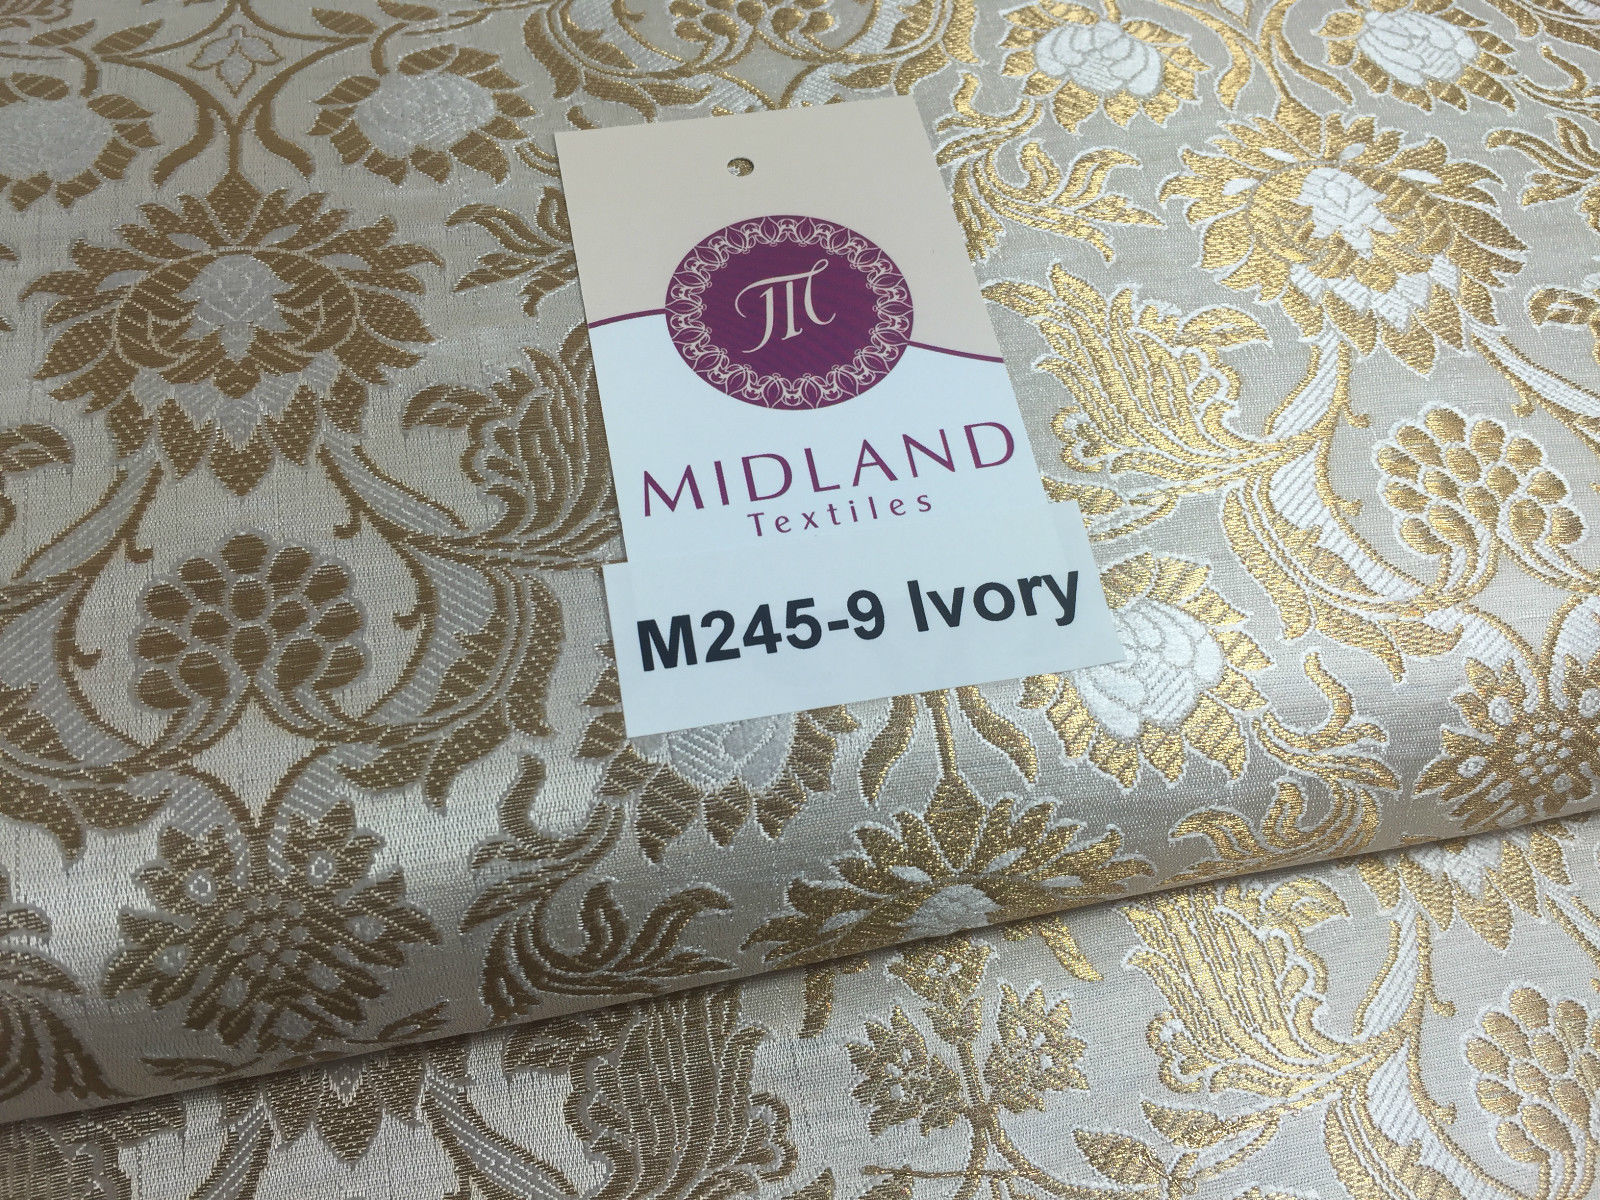 M
MIDLAND
Textiles
M245-9 Ivory